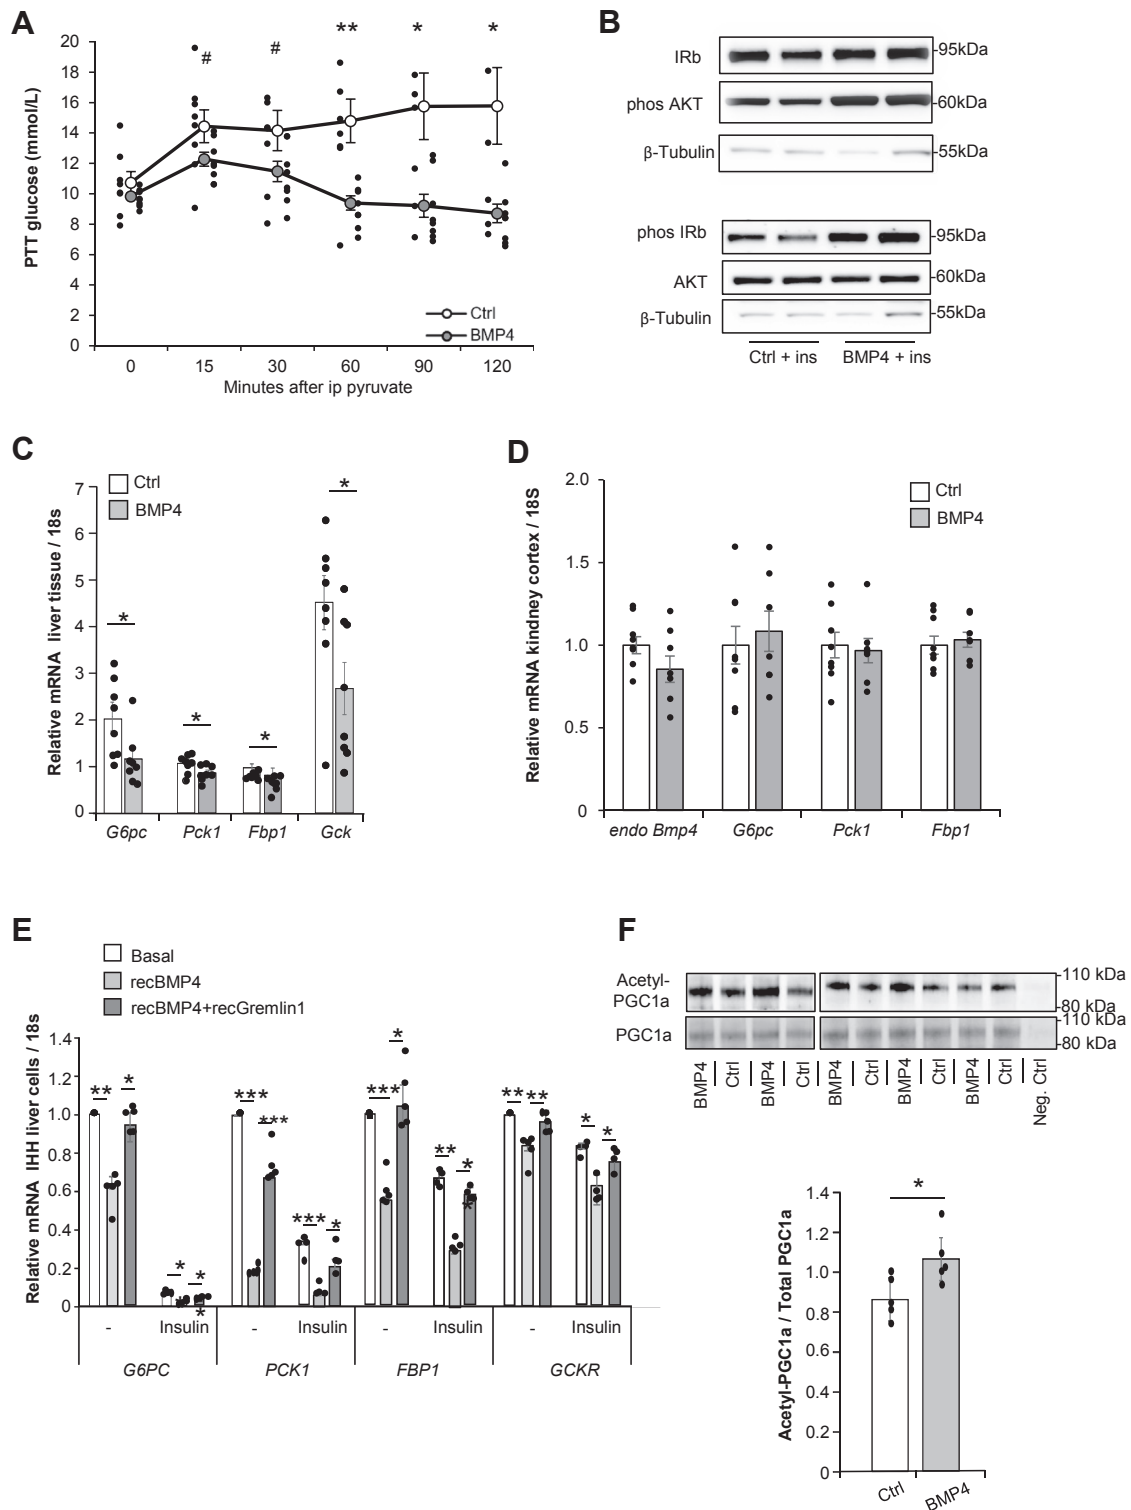 A
** * *
# #
20
18
16
14
12
10
8
6
4
2
0
PTT glucose (mmol/L)
Ctrl
BMP4
0 15 30 60 90 120
Minutes after ip pyruvate
B
IRb -95kDa
phos AKT -60kDa
β-Tubulin -55kDa
phos IRb -95kDa
AKT -60kDa
β-Tubulin -55kDa
Ctrl + ins BMP4 + ins
C
Ctrl
BMP4
7
6
5
4
3
2
1
0
Relative mRNA liver tissue / 18s
* * * *
G6pc Pck1 Fbp1 Gck
D
2.0
1.5
1.0
0.5
0
Relative mRNA kindney cortex / 18S
Ctrl
BMP4
endo Bmp4 G6pc Pck1 Fbp1
E
Basal
recBMP4
recBMP4+recGremlin1
1.4
1.2
1.0
0.8
0.6
0.4
0.2
0
Relative mRNA IHH liver cells / 18s
** * * * *
*** *** *** *
*** * ** * *
** ** * *
- Insulin - Insulin - Insulin - Insulin
G6PC PCK1 FBP1 GCKR
F
Acetyl-
PGC1a
-110 kDa
-80 kDa
PGC1a
-110 kDa
-80 kDa
BMP4 Ctrl BMP4 Ctrl BMP4 Ctrl BMP4 Ctrl BMP4 Ctrl Neg. Ctrl
*
1.4
1.2
1.0
0.8
0.6
0.4
0.2
0
Acetyl-PGC1a / Total PGC1a
Ctrl BMP4